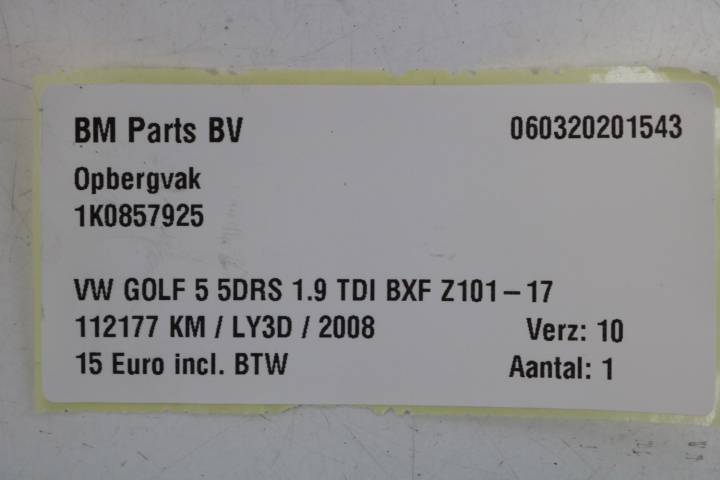 BM Parts BV 060320201543
Opbergvak
1K0857925
VW GOLF 5 5DRS 1.9 TDI BXF Z101-17
112177 KM / LY3D / 2008 Verz: 10
15 Euro incl. BTW Aantal: 1